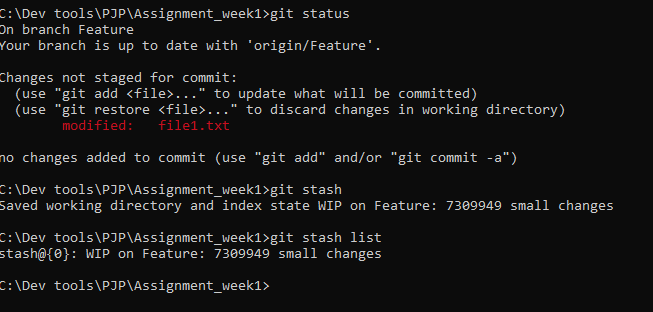 C:\Dev tools\PJP\Assignment_week1>git status
On branch Feature
Your branch is up to date with 'origin/Feature'.
Changes not staged for commit:
(use "git add <file>..." to update what will be committed)
(use "git restore <file>..." to discard changes in working directory)
modified: file1.txt
no changes added to commit (use "git add" and/or "git commit -a")
C:\Dev tools\PJP\Assignment_week1>git stash
Saved working directory and index state WIP on Feature: 7309949 small changes
C:\Dev tools\PJP\Assignment_week1>git stash list
stash@{0}: WIP on Feature: 7309949 small changes
C:\Dev tools\PJP\Assignment_week1>